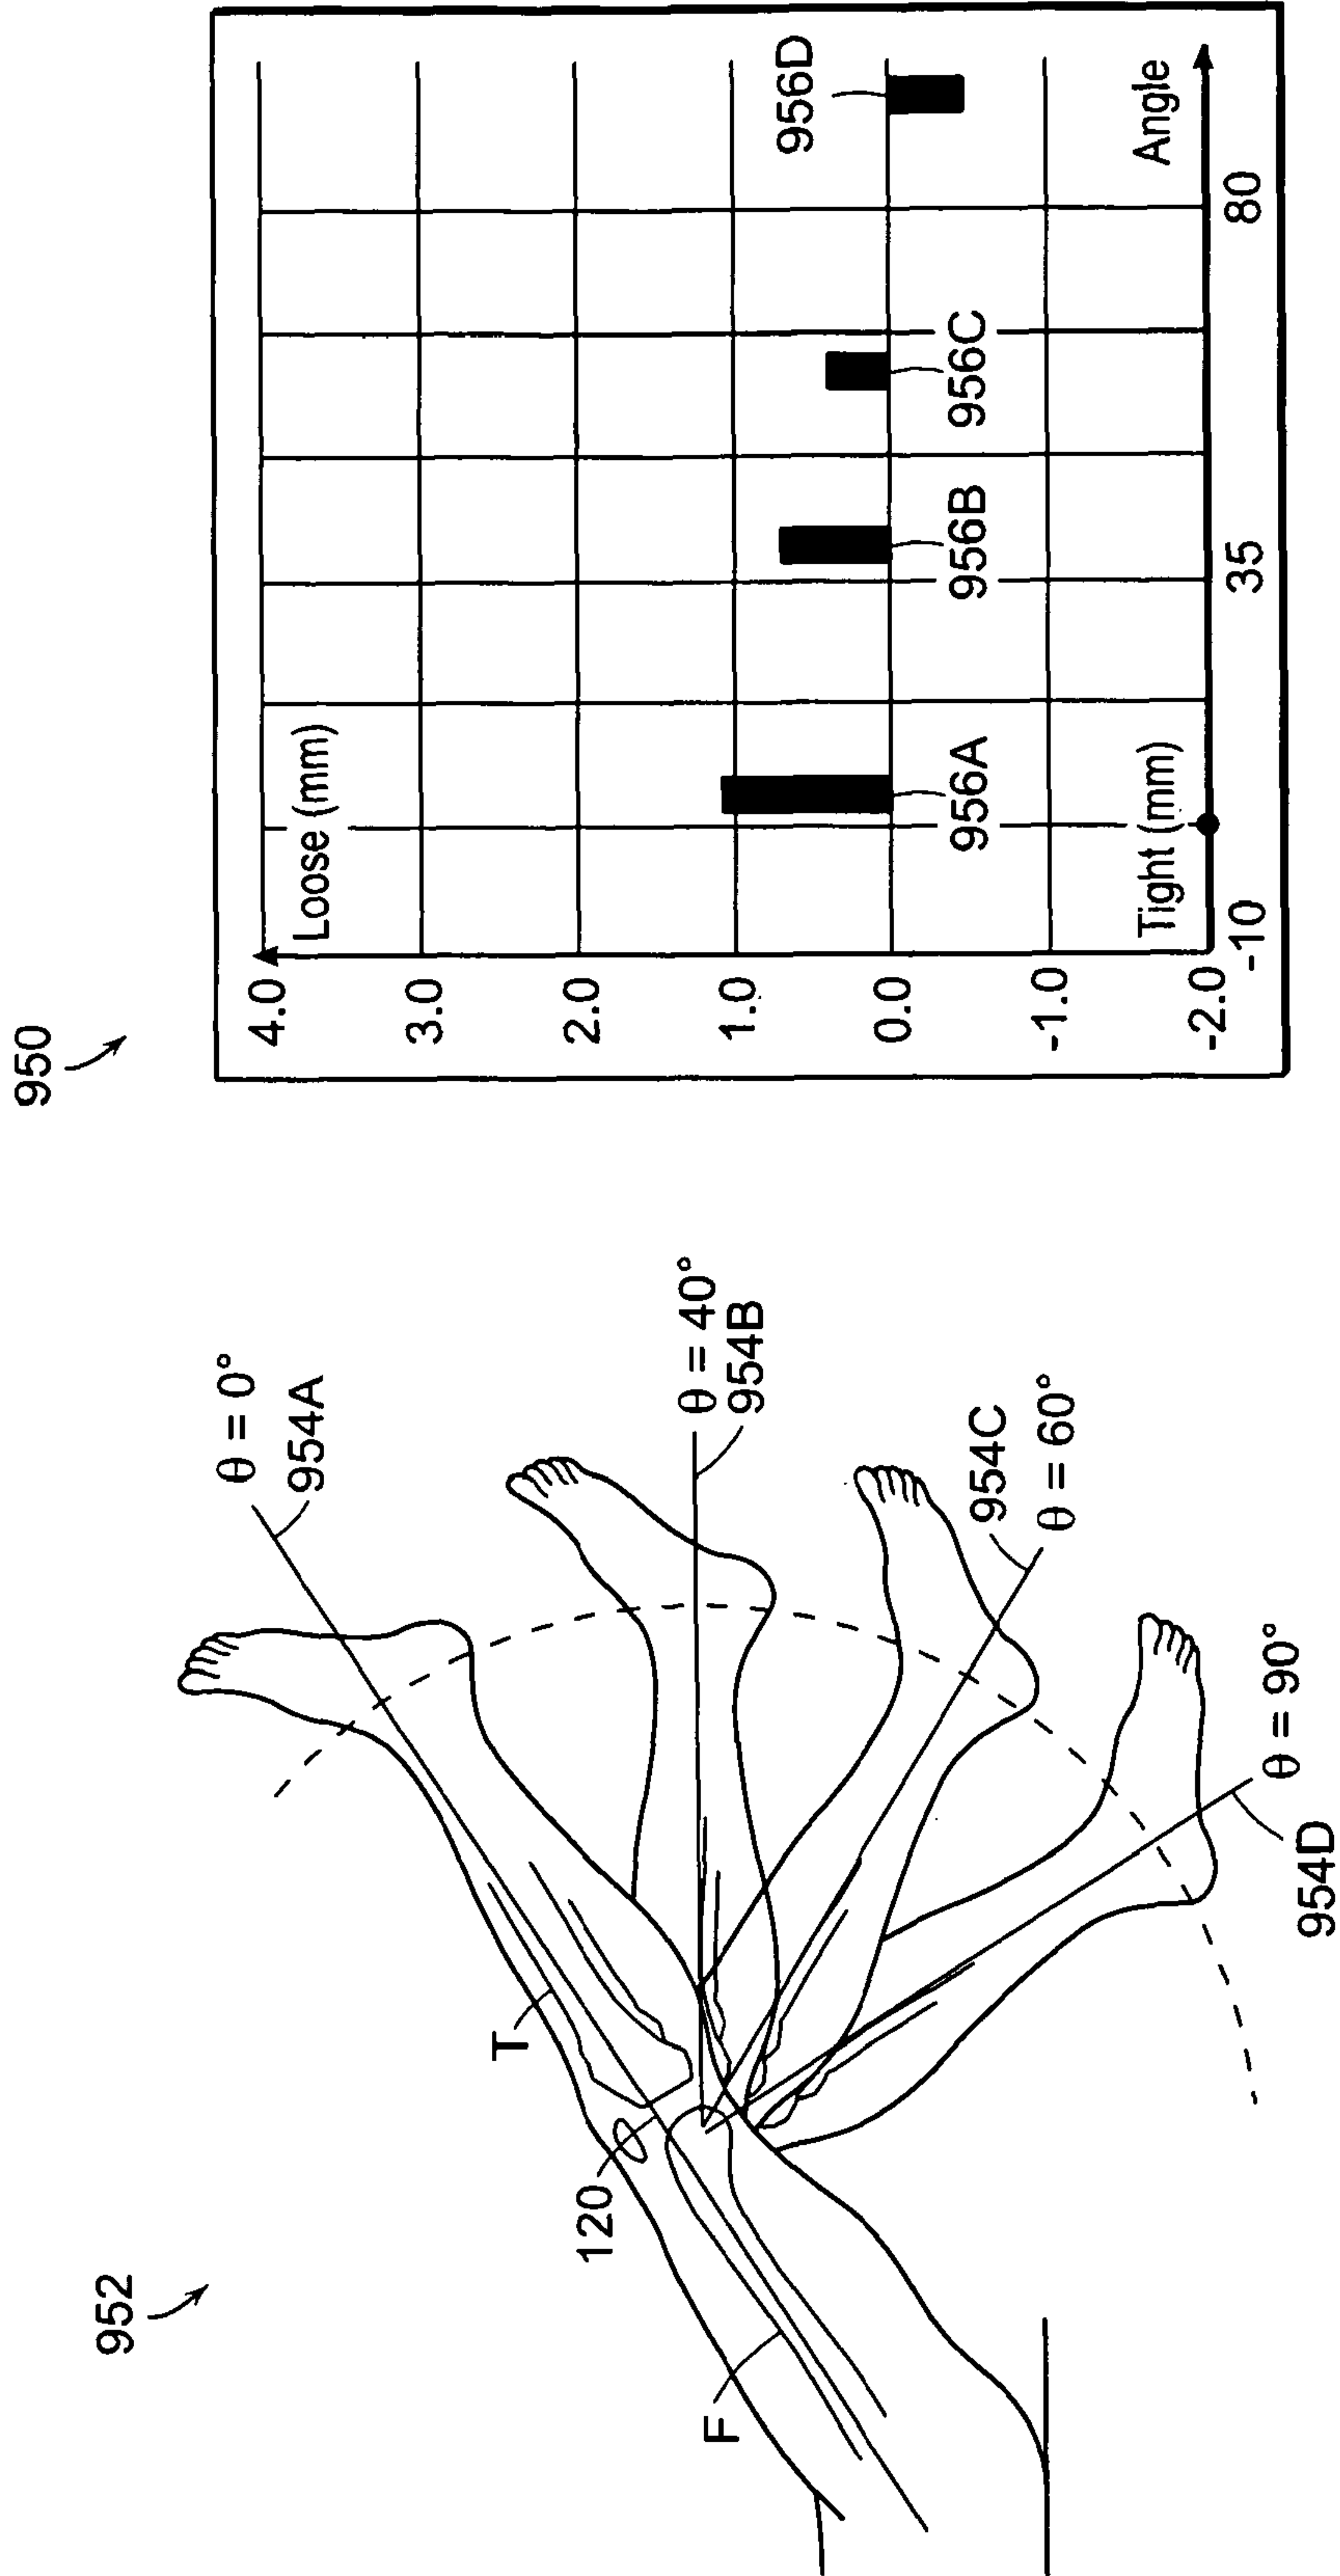 952
F
120
T
θ = 0°
954A
θ = 40°
954B
954C
θ = 60°
θ = 90°
954D
950
4.0
3.0
2.0
1.0
0.0
-1.0
-2.0
Loose (mm)
Tight (mm)
956A
956B
956C
956D
Angle
-10
35
80